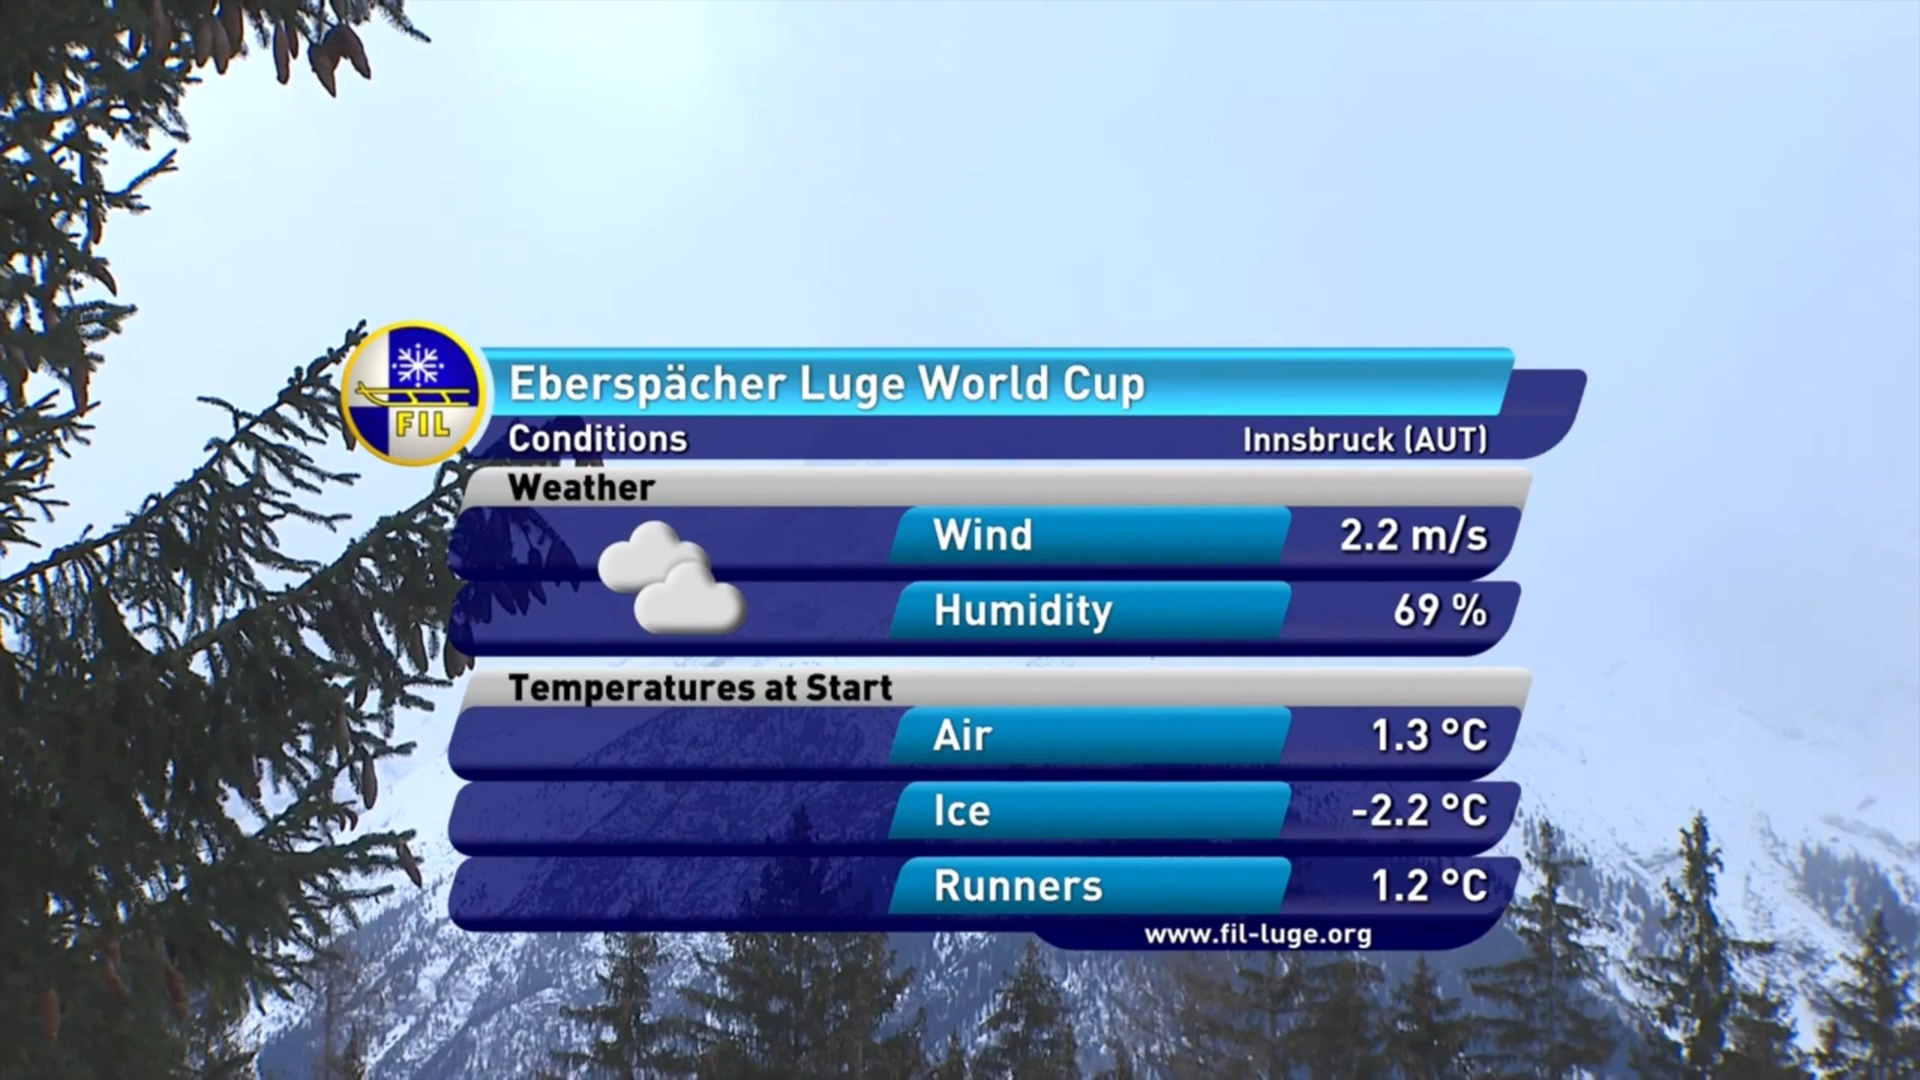 FIL
Eberspächer Luge World Cup
Conditions Innsbruck (AUT)
Weather
Wind 2.2 m/s
Humidity 69 %
Temperatures at Start
Air 1.3 °C
Ice -2.2 °C
Runners 1.2 °C
www.fil-luge.org